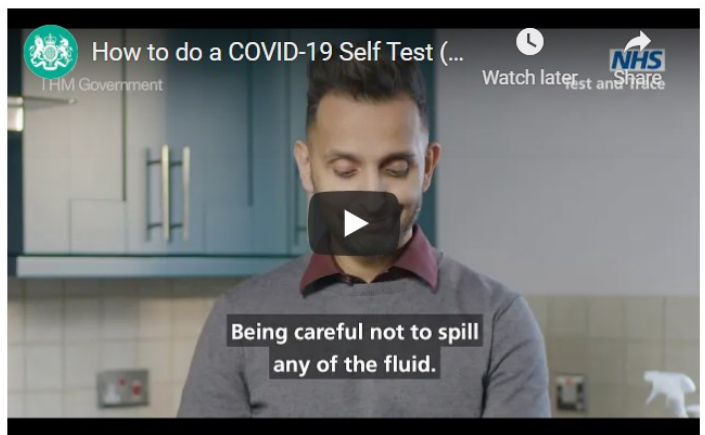 How to do a COVID-19 Self Test (...
Watch later
Share
HM Government
NHS
Test and Trace
Being careful not to spill
any of the fluid.